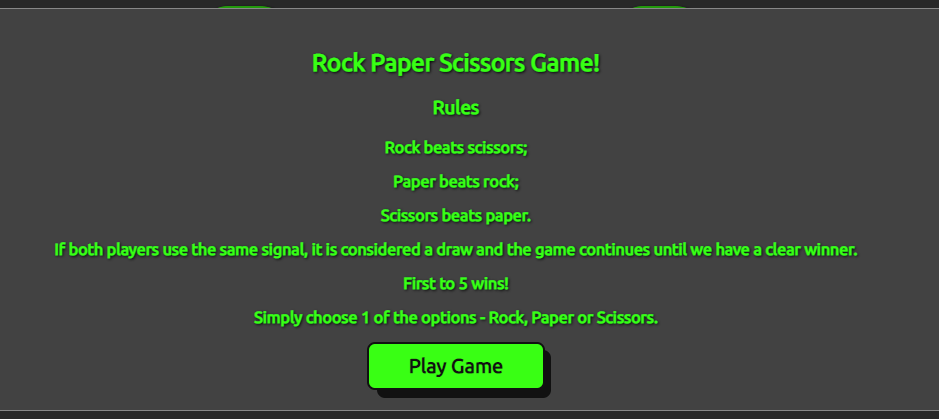 Rock Paper Scissors Game!
Rules
Rock beats scissors;
Paper beats rock;
Scissors beats paper.
If both players use the same signal, it is considered a draw and the game continues until we have a clear winner.
First to 5 wins!
Simply choose 1 of the options - Rock, Paper or Scissors.
Play Game